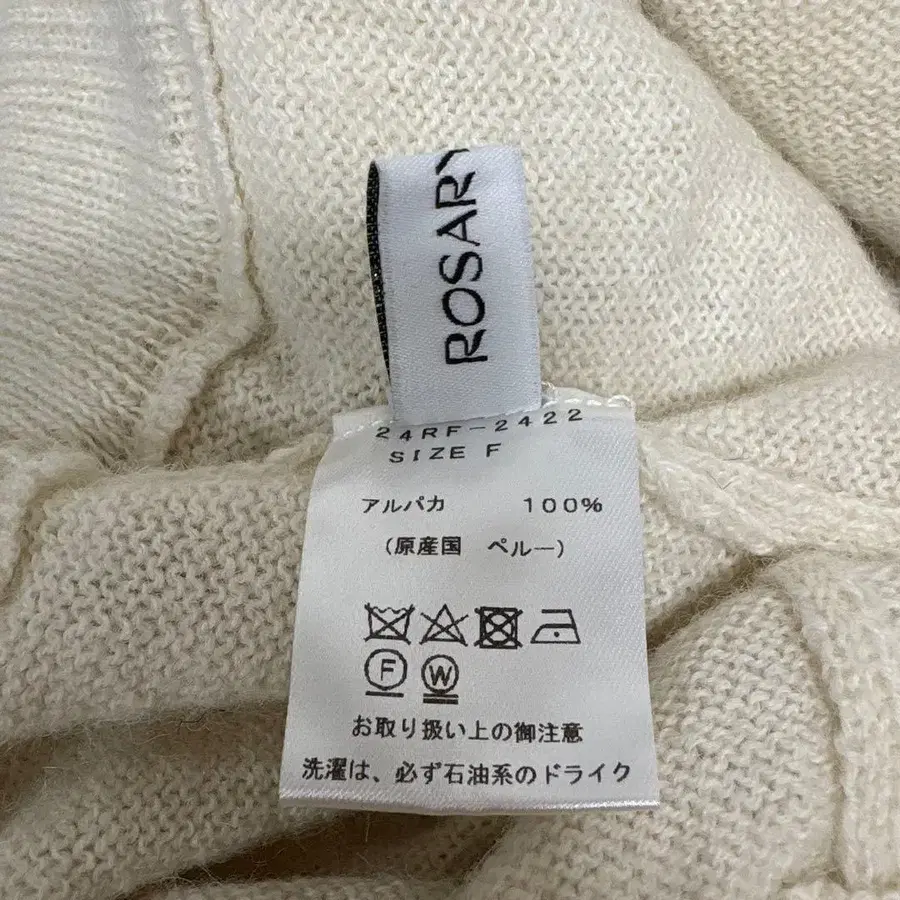 ROSARY
24RF-2422
SIZE F
アルパカ 100%
(原産国 ペルー)
F W
お取り扱い上の御注意
洗濯は、必ず石油系のドライク